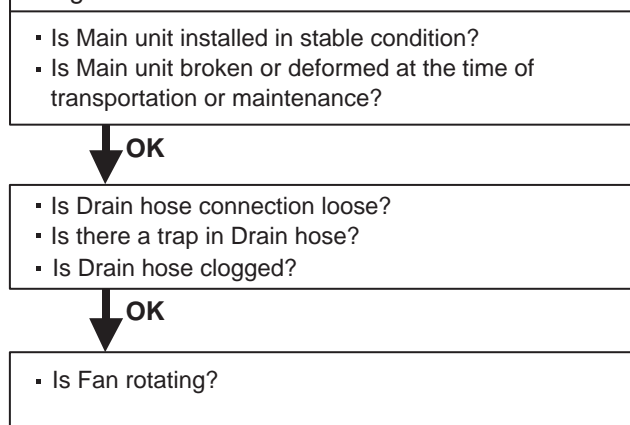 ▪ Is Main unit installed in stable condition?
▪ Is Main unit broken or deformed at the time of
transportation or maintenance?
OK
▪ Is Drain hose connection loose?
▪ Is there a trap in Drain hose?
▪ Is Drain hose clogged?
OK
▪ Is Fan rotating?